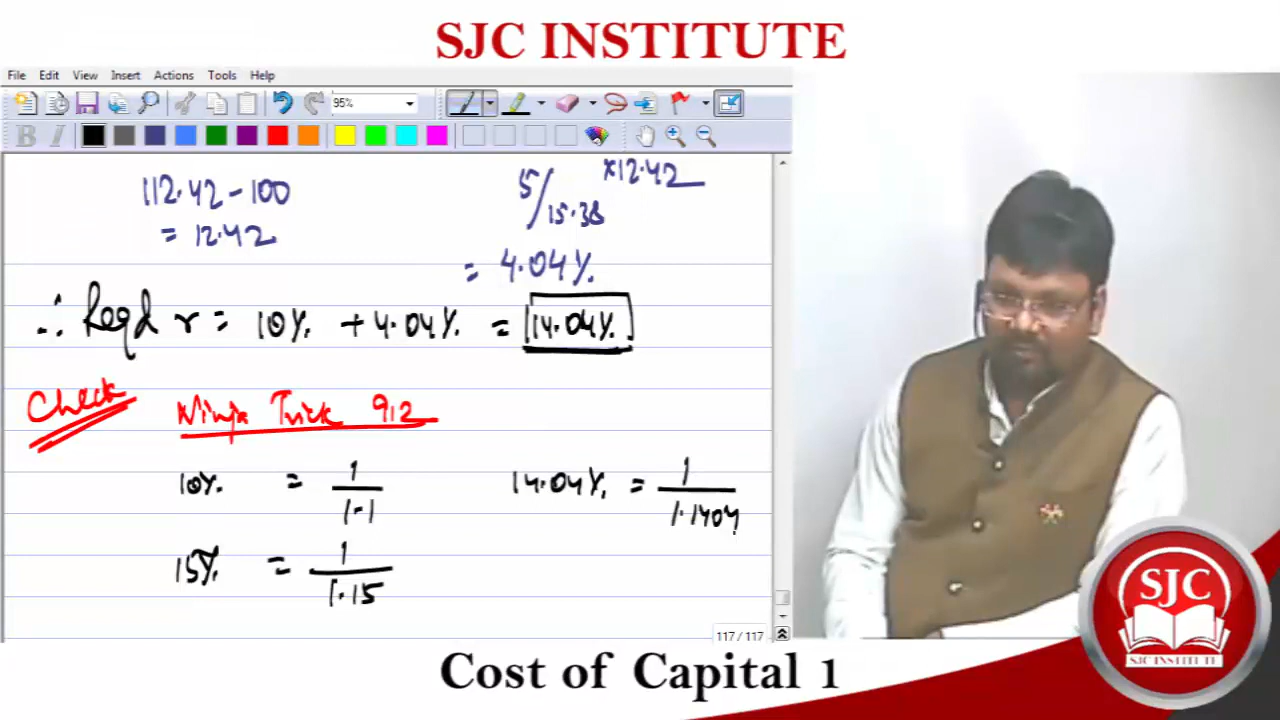 SJC INSTITUTE
File Edit View Insert Actions Tools Help
95%
B I
112.42 - 100
= 12.42
5/15.38 ×12.42
= 4.04%
∴ Reqd r = 10% + 4.04% = 14.04%
Check Ninja Trick 9.2
10% = 1/1.1
14.04% = 1/1.1404
15% = 1/1.15
117 / 117
SJC
SJC INSTITUTE
Cost of Capital 1